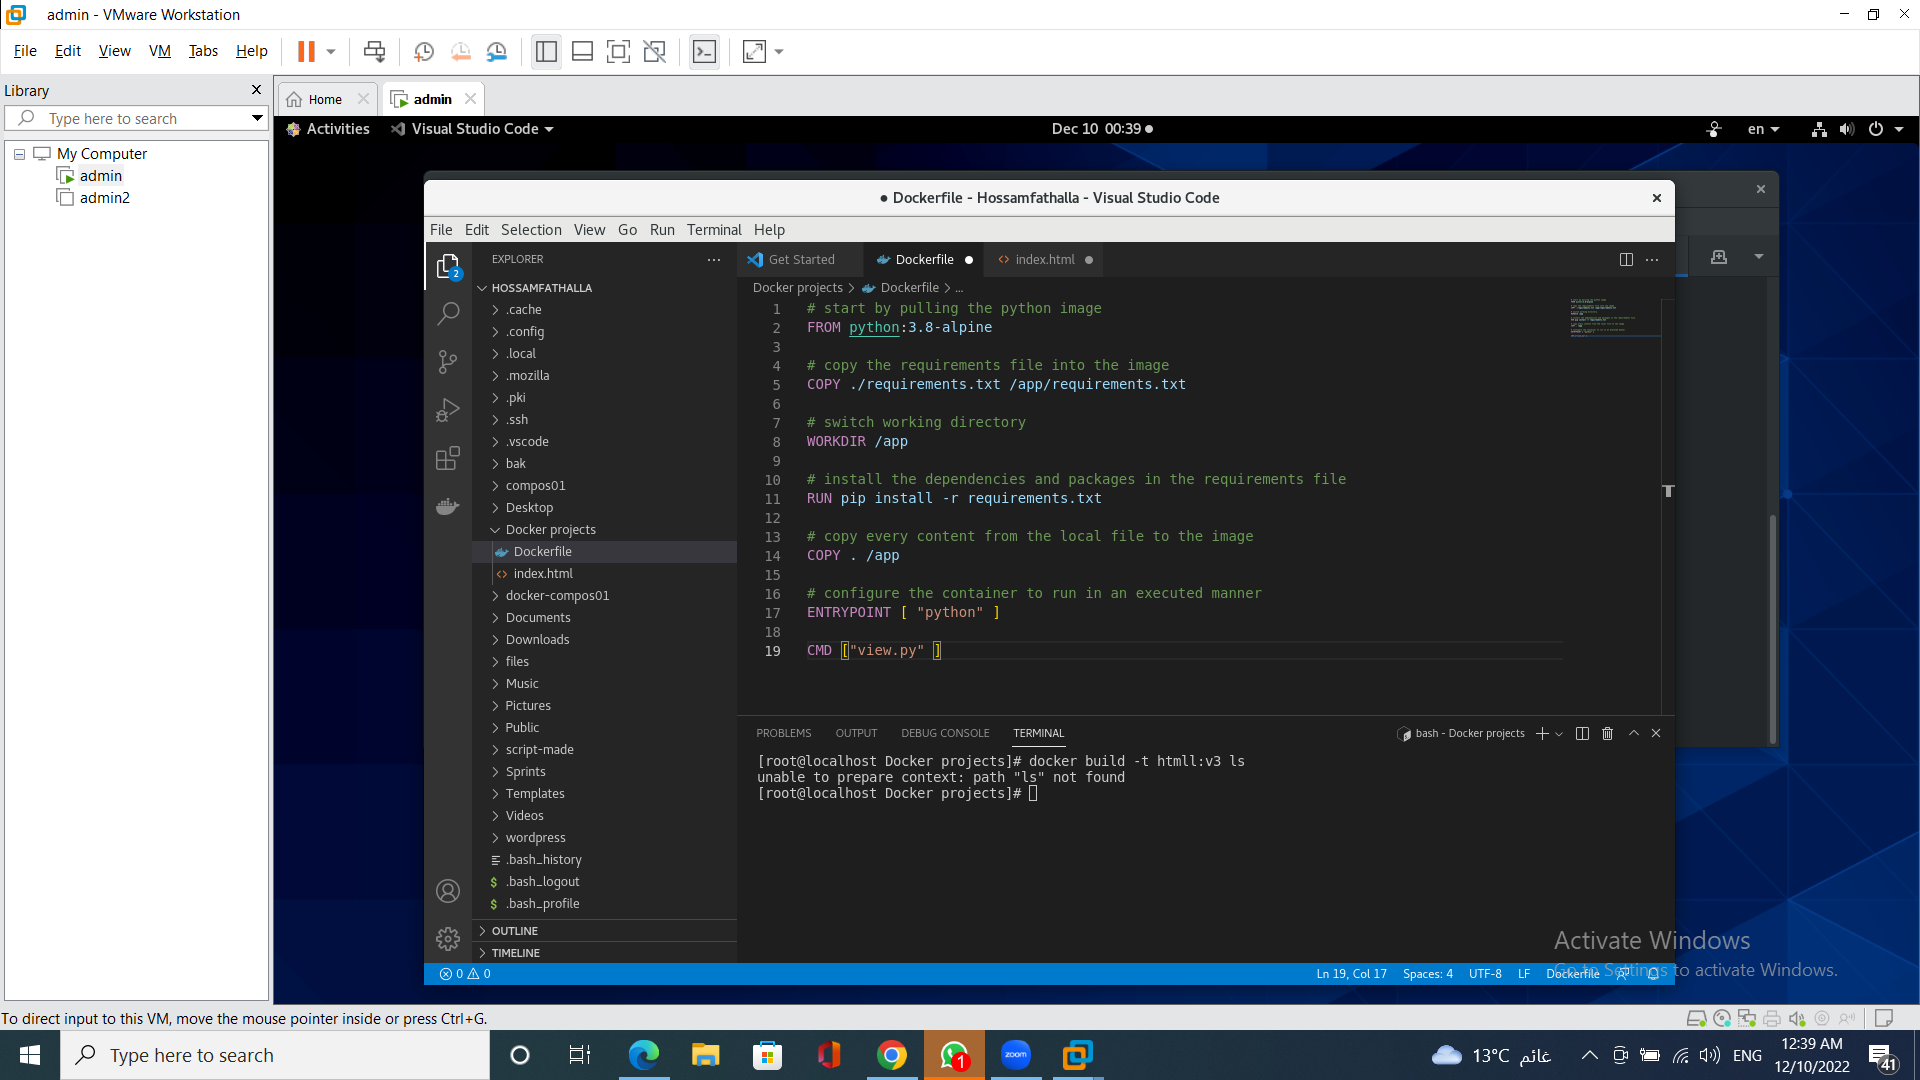 admin - VMware Workstation
File Edit View VM Tabs Help
Library
Type here to search
My Computer
admin
admin2
Home
admin
Activities
Visual Studio Code
Dec 10 00:39
en
● Dockerfile - Hossamfathalla - Visual Studio Code
File Edit Selection View Go Run Terminal Help
2
EXPLORER
HOSSAMFATHALLA
.cache
.config
.local
.mozilla
.pki
.ssh
.vscode
bak
compos01
Desktop
Docker projects
Dockerfile
index.html
docker-compos01
Documents
Downloads
files
Music
Pictures
Public
script-made
Sprints
Templates
Videos
wordpress
.bash_history
.bash_logout
.bash_profile
OUTLINE
TIMELINE
Get Started
Dockerfile
index.html
Docker projects > Dockerfile > ...
1 # start by pulling the python image
2 FROM python:3.8-alpine
3
4 # copy the requirements file into the image
5 COPY ./requirements.txt /app/requirements.txt
6
7 # switch working directory
8 WORKDIR /app
9
10 # install the dependencies and packages in the requirements file
11 RUN pip install -r requirements.txt
12
13 # copy every content from the local file to the image
14 COPY . /app
15
16 # configure the container to run in an executed manner
17 ENTRYPOINT [ "python" ]
18
19 CMD ["view.py" ]
PROBLEMS OUTPUT DEBUG CONSOLE TERMINAL
bash - Docker projects
[root@localhost Docker projects]# docker build -t htmll:v3 ls
unable to prepare context: path "ls" not found
[root@localhost Docker projects]#
0 0
Ln 19, Col 17 Spaces: 4 UTF-8 LF Dockerfile
Activate Windows
Go to Settings to activate Windows.
To direct input to this VM, move the mouse pointer inside or press Ctrl+G.
Type here to search
zoom
1
13°C غائم
ENG
12:39 AM
12/10/2022
41